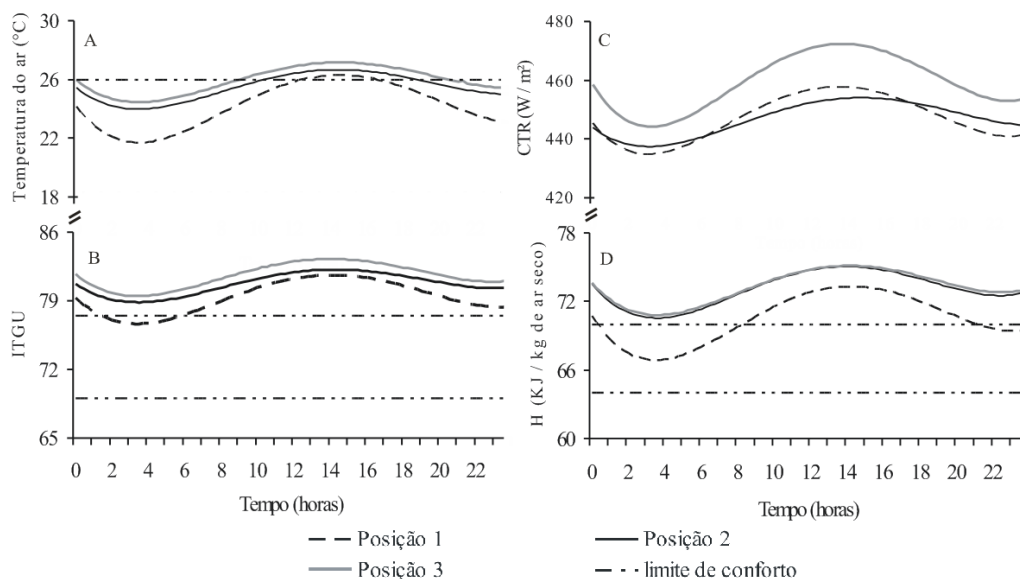 A
Temperatura do ar (°C)
30
26
22
18
B
ITGU
86
79
72
65
0 2 4 6 8 10 12 14 16 18 20 22
Tempo (horas)
C
CTR (W / m²)
480
460
440
420
D
H (KJ / kg de ar seco)
78
72
66
60
0 2 4 6 8 10 12 14 16 18 20 22
Tempo (horas)
Posição 1
Posição 2
Posição 3
limite de conforto